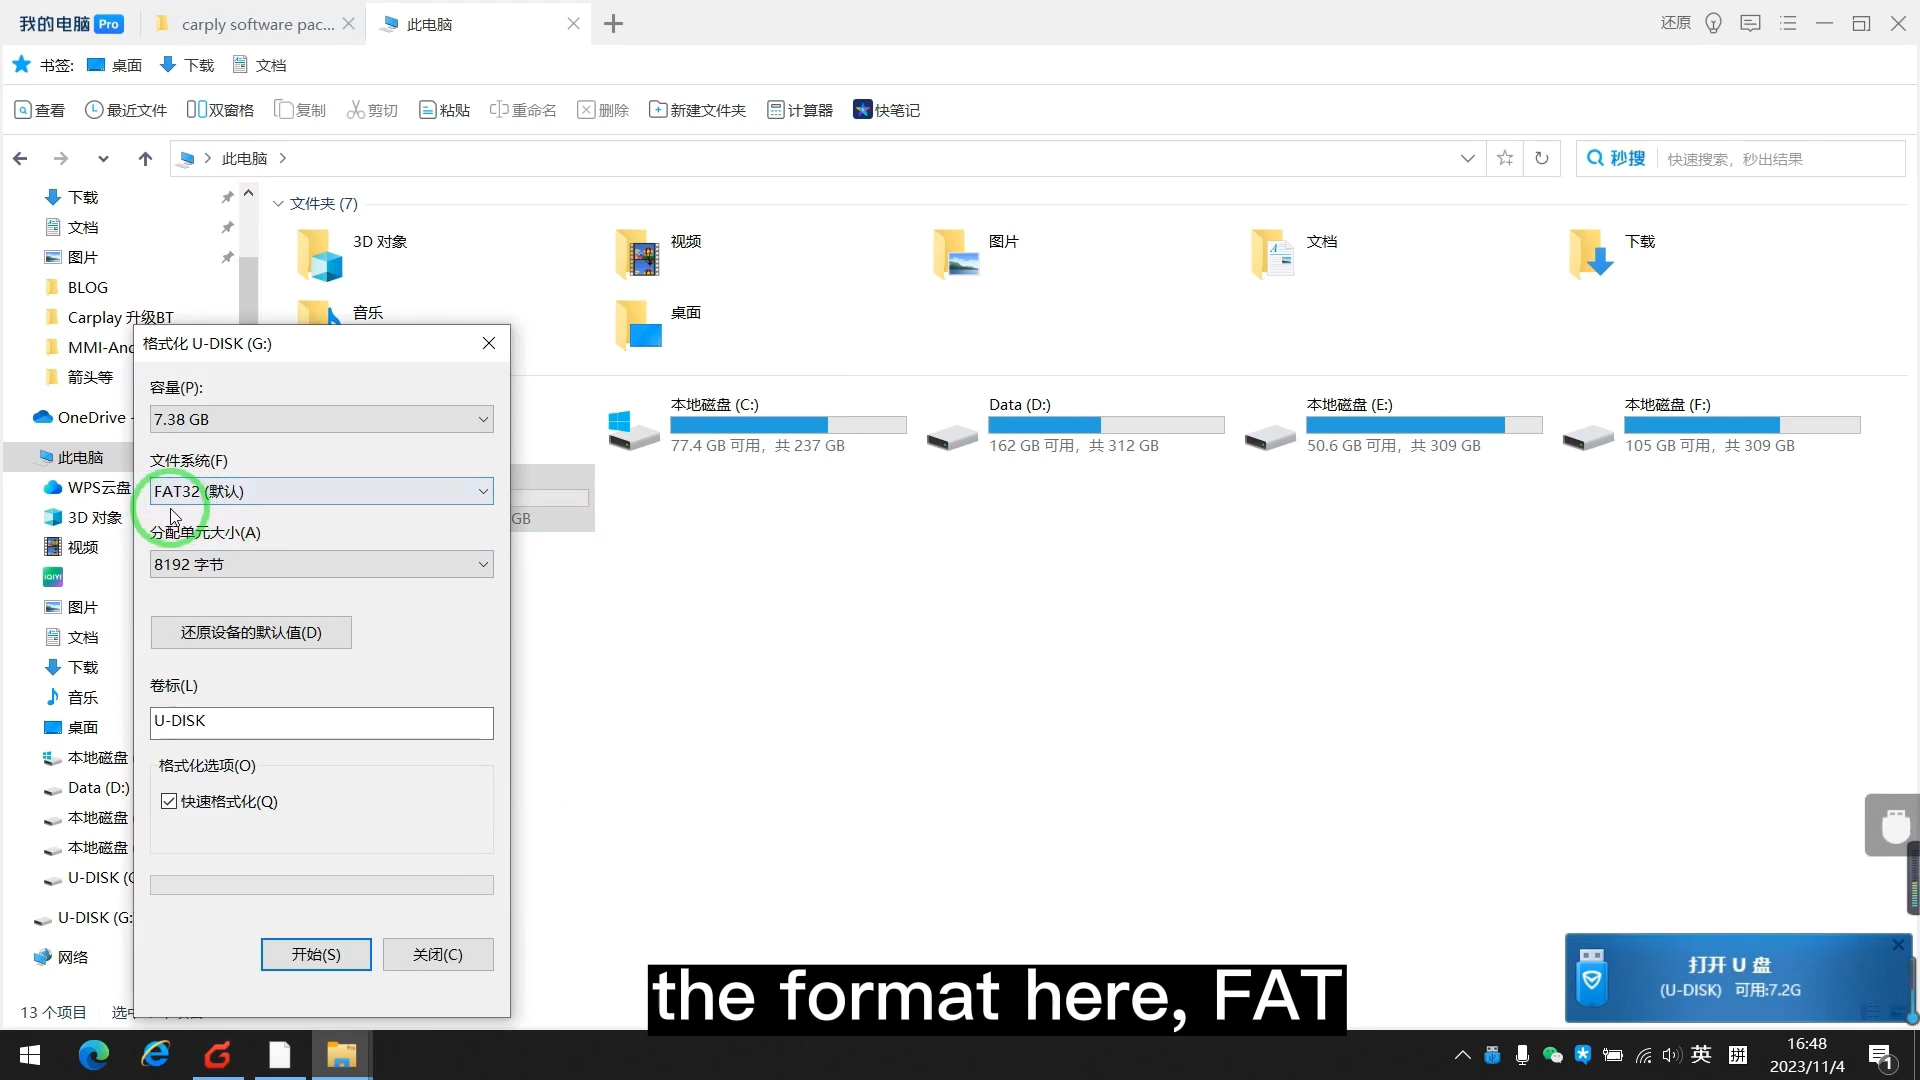 我的电脑 Pro
carply software pac...
此电脑
还原
书签:
桌面
下载
文档
查看
最近文件
双窗格
复制
剪切
粘贴
重命名
删除
新建文件夹
计算器
快笔记
此电脑
秒搜
快速搜索，秒出结果
下载
文档
图片
BLOG
Carplay 升级BT
MMI-And
箭头等
OneDrive -
此电脑
WPS云盘
3D 对象
视频
iQIYI
图片
文档
下载
音乐
桌面
本地磁盘
Data (D:)
本地磁盘
本地磁盘
U-DISK (G
U-DISK (G:
网络
13 个项目
文件夹 (7)
3D 对象
视频
图片
文档
下载
音乐
桌面
本地磁盘 (C:)
77.4 GB 可用，共 237 GB
Data (D:)
162 GB 可用，共 312 GB
本地磁盘 (E:)
50.6 GB 可用，共 309 GB
本地磁盘 (F:)
105 GB 可用，共 309 GB
GB
格式化 U-DISK (G:)
容量(P):
7.38 GB
文件系统(F)
FAT32 (默认)
分配单元大小(A)
8192 字节
还原设备的默认值(D)
卷标(L)
U-DISK
格式化选项(O)
快速格式化(Q)
开始(S)
关闭(C)
打开 U 盘
(U-DISK) 可用:7.2G
the format here, FAT
英
拼
16:48
2023/11/4
1